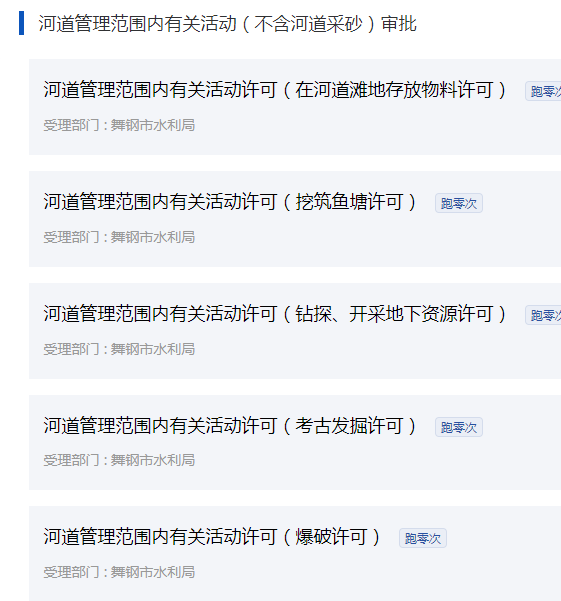 河道管理范围内有关活动（不含河道采砂）审批
河道管理范围内有关活动许可（在河道滩地存放物料许可） 跑零
受理部门：舞钢市水利局
河道管理范围内有关活动许可（挖筑鱼塘许可） 跑零次
受理部门：舞钢市水利局
河道管理范围内有关活动许可（钻探、开采地下资源许可） 跑零
受理部门：舞钢市水利局
河道管理范围内有关活动许可（考古发掘许可） 跑零次
受理部门：舞钢市水利局
河道管理范围内有关活动许可（爆破许可） 跑零次
受理部门：舞钢市水利局